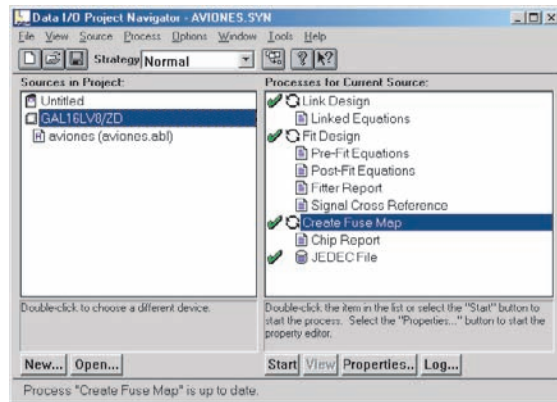 Data I/O Project Navigator - AVIONES.SYN
File View Source Process Options Window Tools Help
Strategy Normal
Sources in Project:
Untitled
GAL16LV8/ZD
aviones (aviones.abl)
Processes for Current Source:
Link Design
Linked Equations
Fit Design
Pre-Fit Equations
Post-Fit Equations
Fitter Report
Signal Cross Reference
Create Fuse Map
Chip Report
JEDEC File
Double-click to choose a different device.
Double-click the item in the list or select the "Start" button to
start the process. Select the "Properties..." button to start the
property editor.
New... Open...
Start View Properties.. Log...
Process "Create Fuse Map" is up to date.